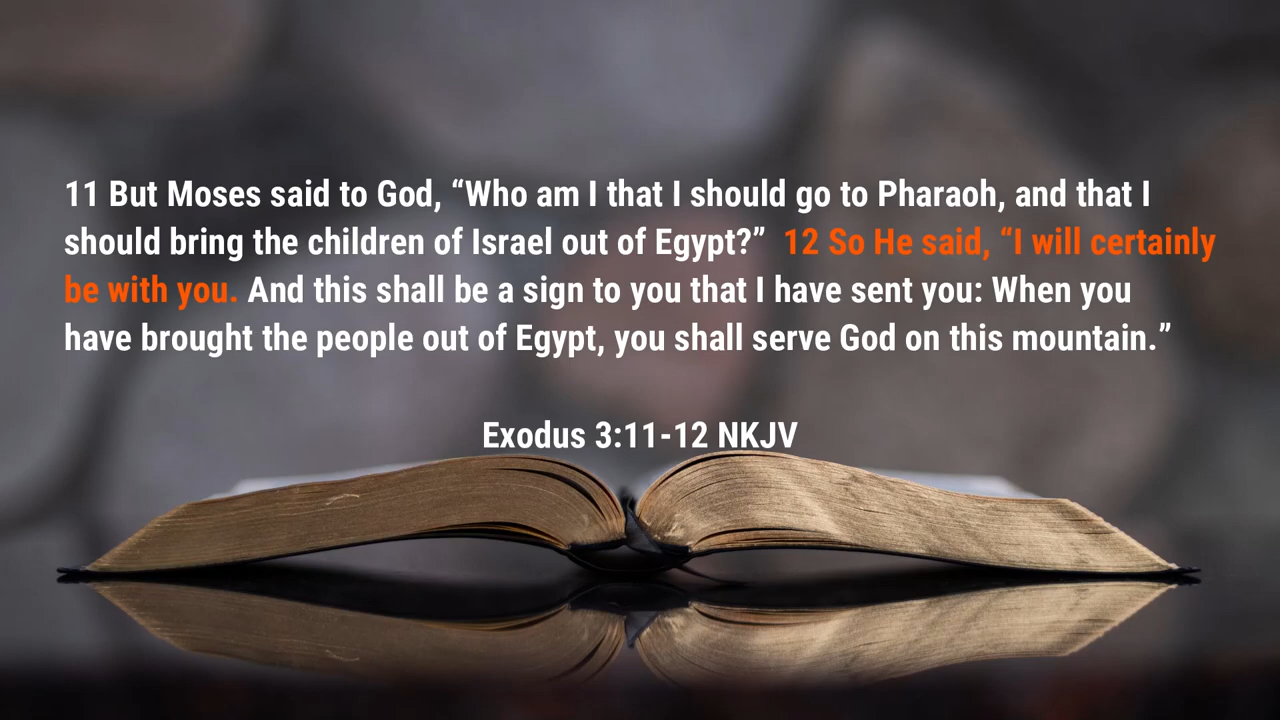 11 But Moses said to God, “Who am I that I should go to Pharaoh, and that I
should bring the children of Israel out of Egypt?”  12 So He said, “I will certainly
be with you. And this shall be a sign to you that I have sent you: When you
have brought the people out of Egypt, you shall serve God on this mountain.”
Exodus 3:11-12 NKJV